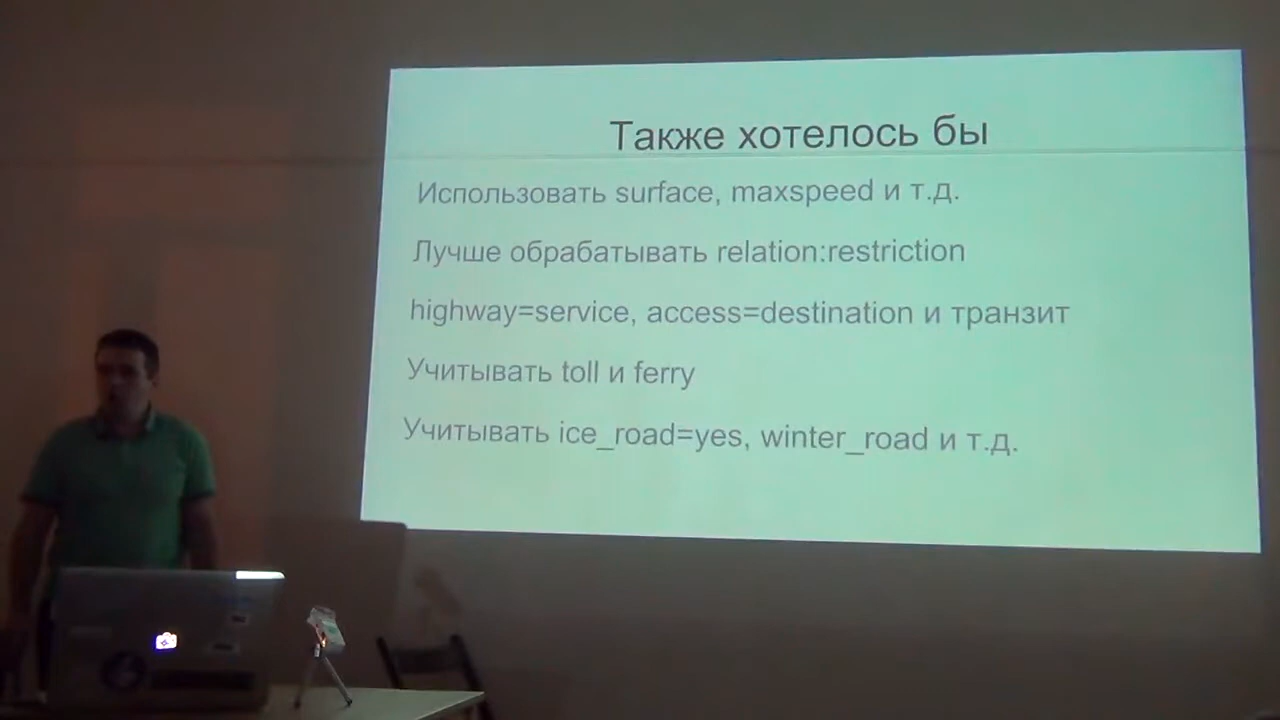 Также хотелось бы
Использовать surface, maxspeed и т.д.
Лучше обрабатывать relation:restriction
highway=service, access=destination и транзит
Учитывать toll и ferry
Учитывать ice_road=yes, winter_road и т.д.